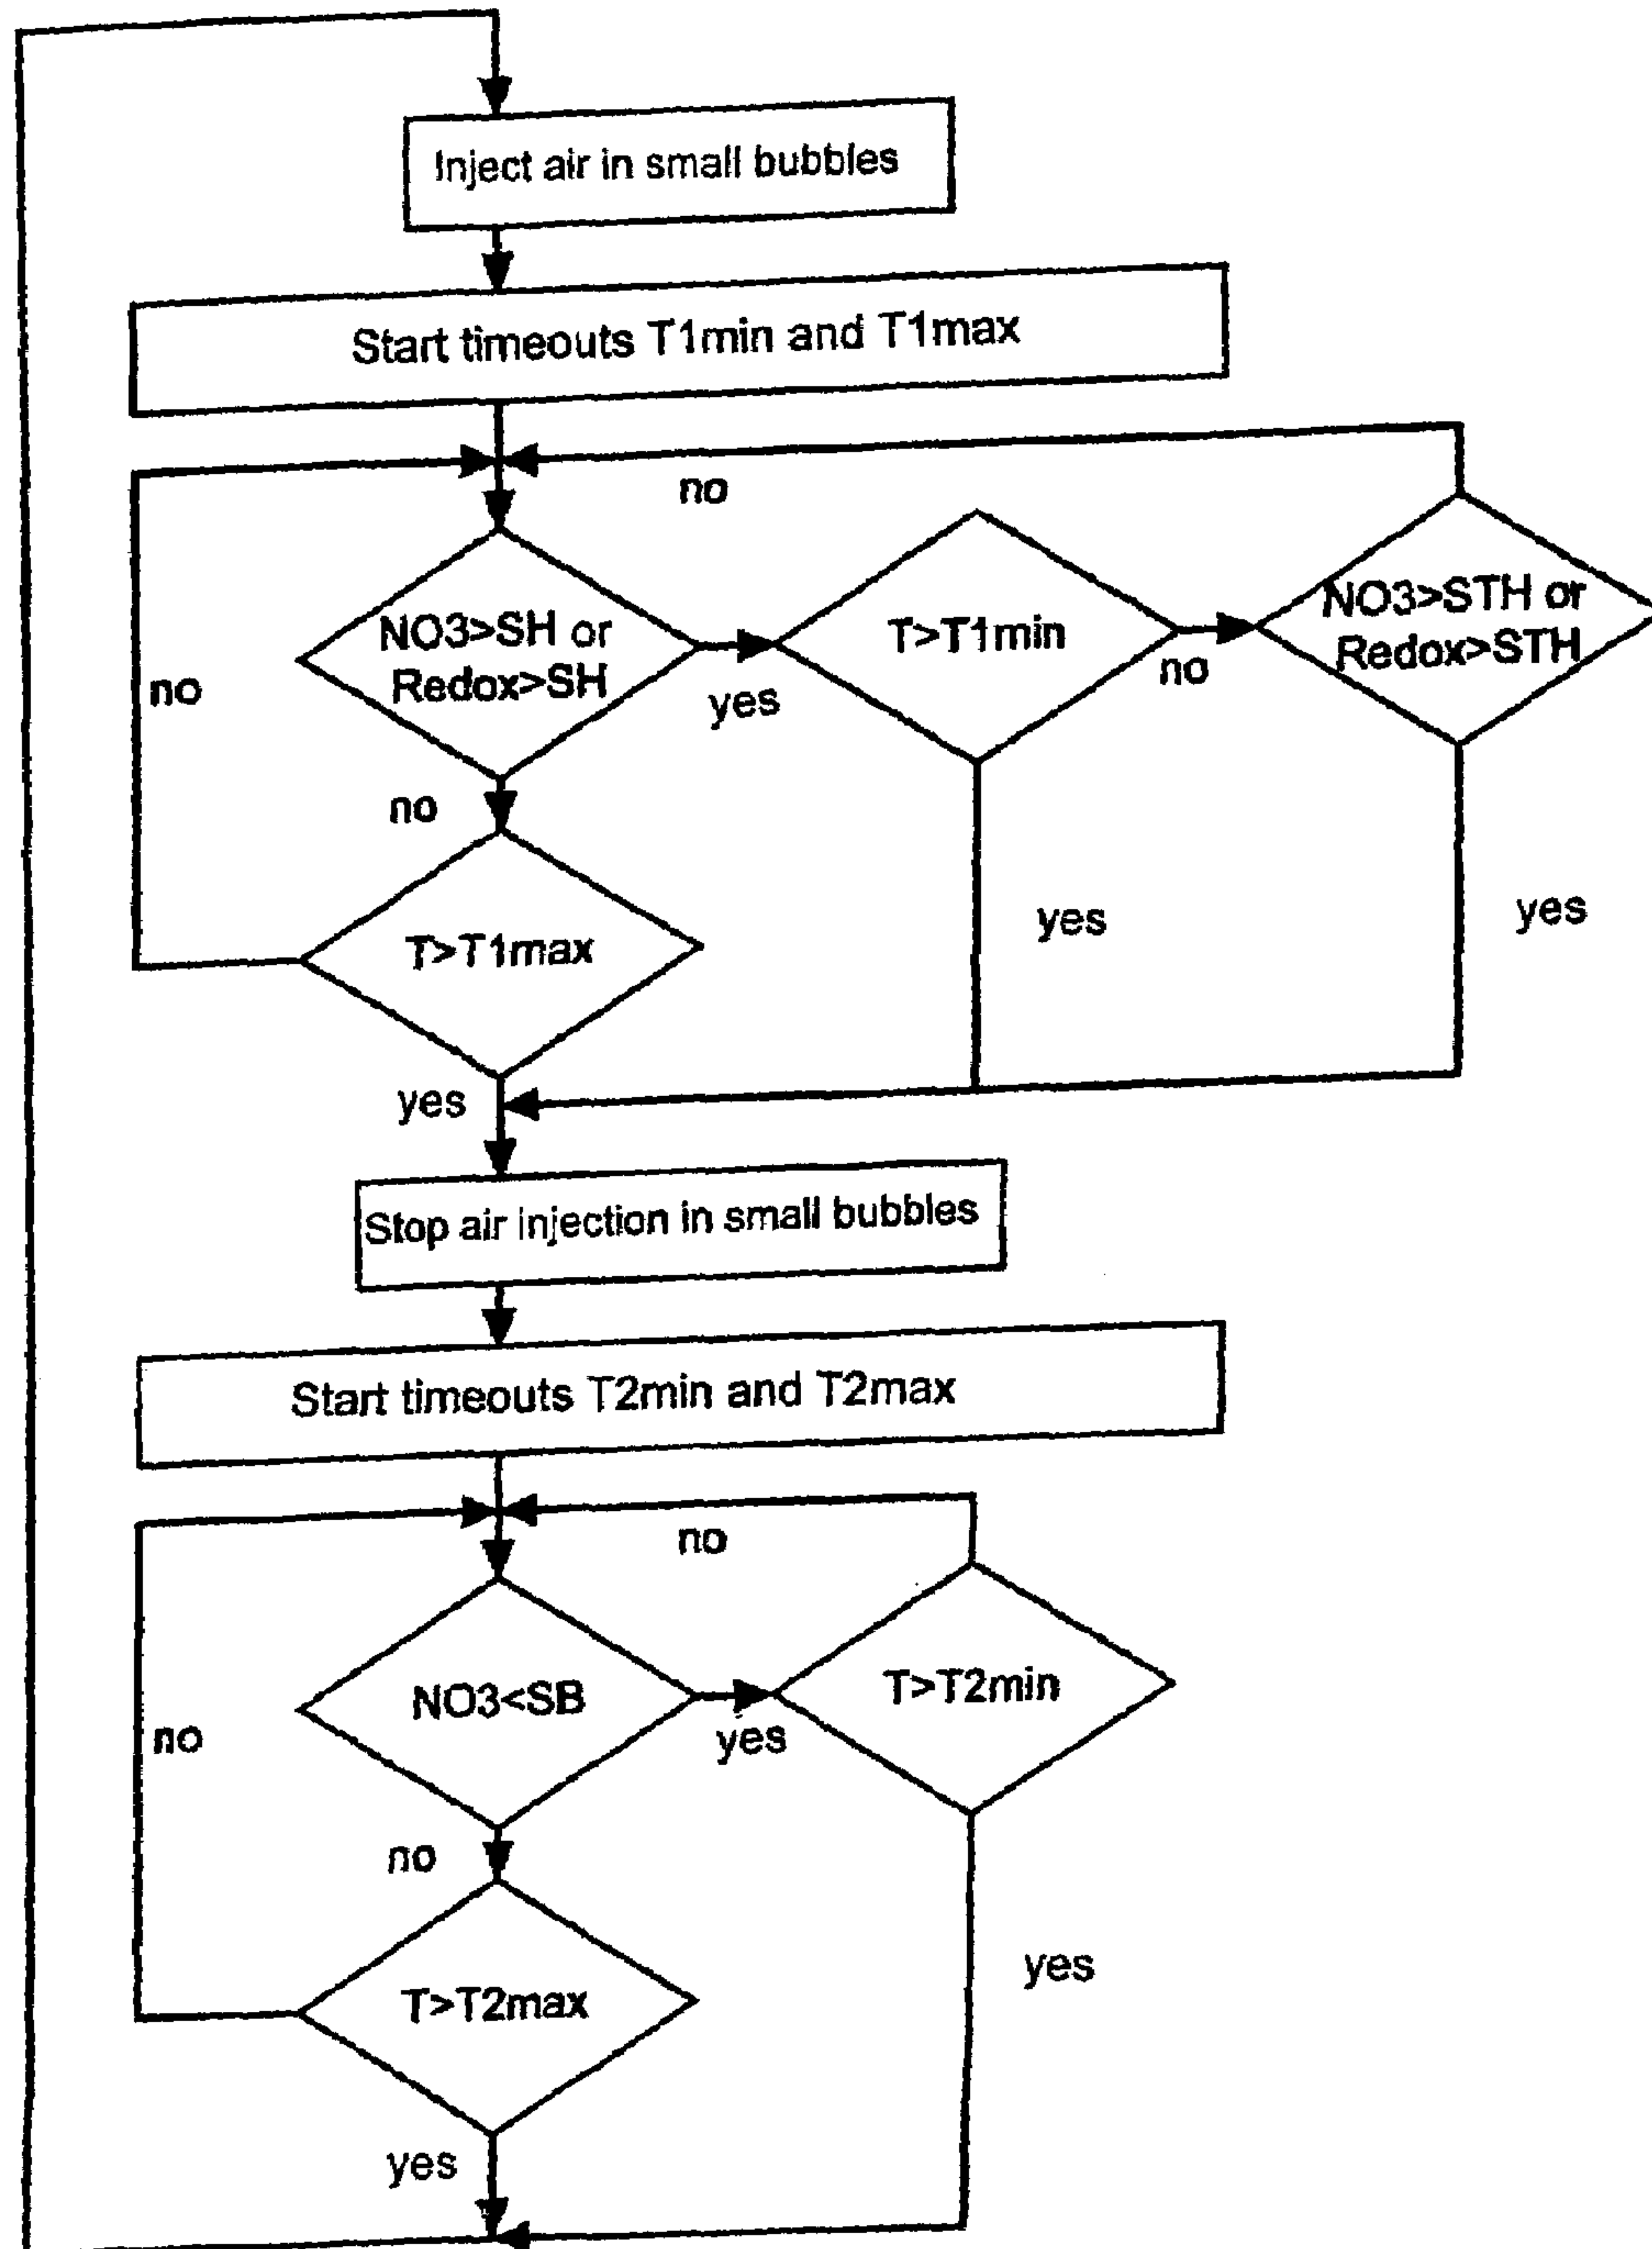 Inject air in small bubbles
Start timeouts T1min and T1max
no
NO3>SH or
Redox>SH
yes
T>T1min
no
NO3>STH or
Redox>STH
no
no
T>T1max
yes
yes
yes
Stop air injection in small bubbles
Start timeouts T2min and T2max
no
NO3<SB
yes
T>T2min
no
no
T>T2max
yes
yes